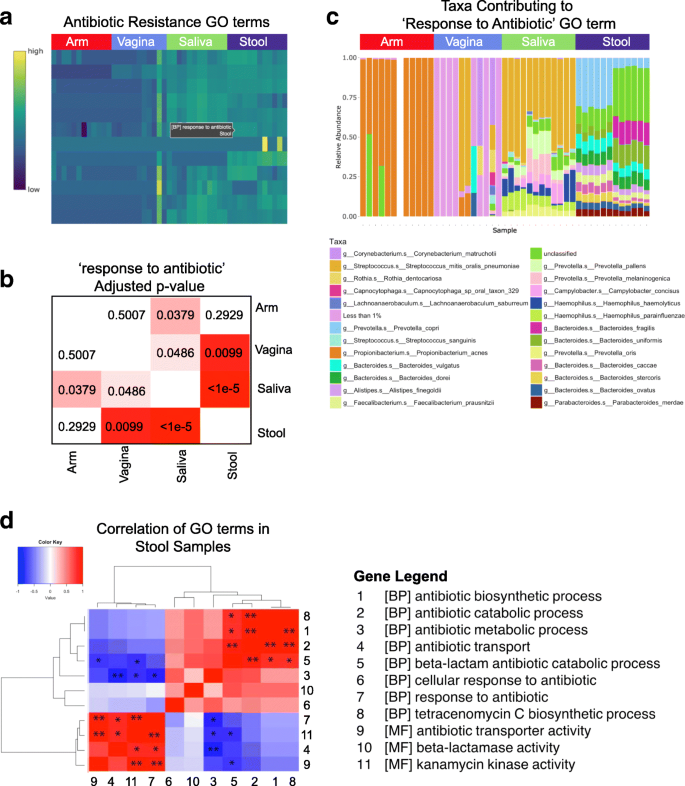 a
Antibiotic Resistance GO terms
high
low
Arm Vagina Saliva Stool
[BP] response to antibiotic
Stool
b
'response to antibiotic'
Adjusted p-value
0.5007 0.0379 0.2929 Arm
0.5007 0.0486 0.0099 Vagina
0.0379 0.0486 <1e-5 Saliva
0.2929 0.0099 <1e-5 Stool
Arm Vagina Saliva Stool
c
Taxa Contributing to
'Response to Antibiotic' GO term
Arm Vagina Saliva Stool
1.00
0.75
0.50
0.25
0.00
Relative Abundance
Sample
Taxa
g__Corynebacterium.s__Corynebacterium_matruchotii
g__Streptococcus.s__Streptococcus_mitis_oralis_pneumoniae
g__Rothia.s__Rothia_dentocariosa
g__Capnocytophaga.s__Capnocytophaga_sp_oral_taxon_329
g__Lachnoanaerobaculum.s__Lachnoanaerobaculum_saburreum
Less than 1%
g__Prevotella.s__Prevotella_copri
g__Streptococcus.s__Streptococcus_sanguinis
g__Propionibacterium.s__Propionibacterium_acnes
g__Bacteroides.s__Bacteroides_vulgatus
g__Bacteroides.s__Bacteroides_dorei
g__Alistipes.s__Alistipes_finegoldii
g__Faecalibacterium.s__Faecalibacterium_prausnitzii
unclassified
g__Prevotella.s__Prevotella_pallens
g__Prevotella.s__Prevotella_melaninogenica
g__Campylobacter.s__Campylobacter_concisus
g__Haemophilus.s__Haemophilus_haemolyticus
g__Haemophilus.s__Haemophilus_parainfluenzae
g__Bacteroides.s__Bacteroides_fragilis
g__Bacteroides.s__Bacteroides_uniformis
g__Prevotella.s__Prevotella_oris
g__Bacteroides.s__Bacteroides_caccae
g__Bacteroides.s__Bacteroides_stercoris
g__Bacteroides.s__Bacteroides_ovatus
g__Parabacteroides.s__Parabacteroides_merdae
d
Correlation of GO terms in
Stool Samples
Color Key
-1 -0.5 0 0.5 1
Value
* ** 8
* ** 1
** ** ** 2
* * ** * * 5
** * * 3
10
6
** * ** * 7
** * ** * * 11
* * ** 4
* ** ** * 9
9 4 11 7 6 10 3 5 2 1 8
Gene Legend
1 [BP] antibiotic biosynthetic process
2 [BP] antibiotic catabolic process
3 [BP] antibiotic metabolic process
4 [BP] antibiotic transport
5 [BP] beta-lactam antibiotic catabolic process
6 [BP] cellular response to antibiotic
7 [BP] response to antibiotic
8 [BP] tetracenomycin C biosynthetic process
9 [MF] antibiotic transporter activity
10 [MF] beta-lactamase activity
11 [MF] kanamycin kinase activity